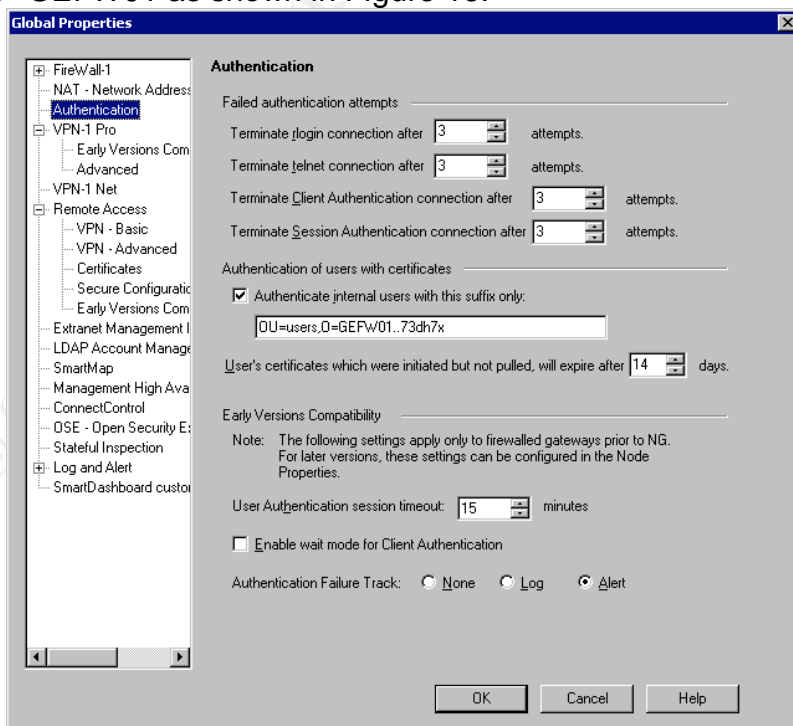 GEFW01 as shown in Figure 18.
Global Properties
FireWall-1
NAT - Network Address
Authentication
VPN-1 Pro
Early Versions Com
Advanced
VPN-1 Net
Remote Access
VPN - Basic
VPN - Advanced
Certificates
Secure Configuratic
Early Versions Com
Extranet Management I
LDAP Account Manage
SmartMap
Management High Ava
ConnectControl
OSE - Open Security E:
Stateful Inspection
Log and Alert
SmartDashboard custor
Authentication
Failed authentication attempts
Terminate rlogin connection after 3 attempts.
Terminate telnet connection after 3 attempts.
Terminate Client Authentication connection after 3 attempts.
Terminate Session Authentication connection after 3 attempts.
Authentication of users with certificates
Authenticate internal users with this suffix only:
OU=users,O=GEFW01..73dh7x
User's certificates which were initiated but not pulled, will expire after 14 days.
Early Versions Compatibility
Note: The following settings apply only to firewalled gateways prior to NG.
For later versions, these settings can be configured in the Node
Properties.
User Authentication session timeout: 15 minutes
Enable wait mode for Client Authentication
Authentication Failure Track: None Log Alert
OK Cancel Help